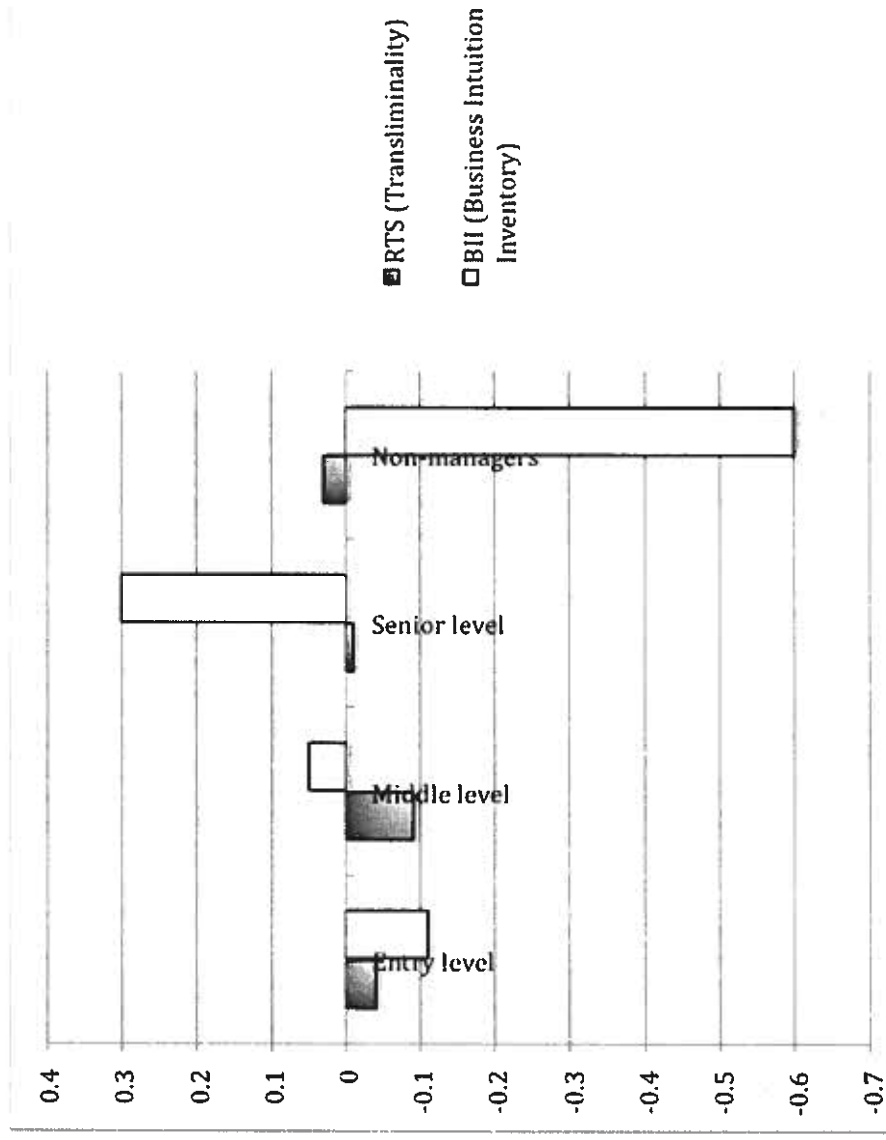 0.4
0.3
0.2
0.1
0
-0.1
-0.2
-0.3
-0.4
-0.5
-0.6
-0.7
Entry level
Middle level
Senior level
Non-managers
RTS (Transliminality)
BII (Business Intuition
Inventory)